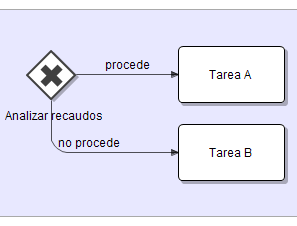 procede
Tarea A
Analizar recaudos
no procede
Tarea B